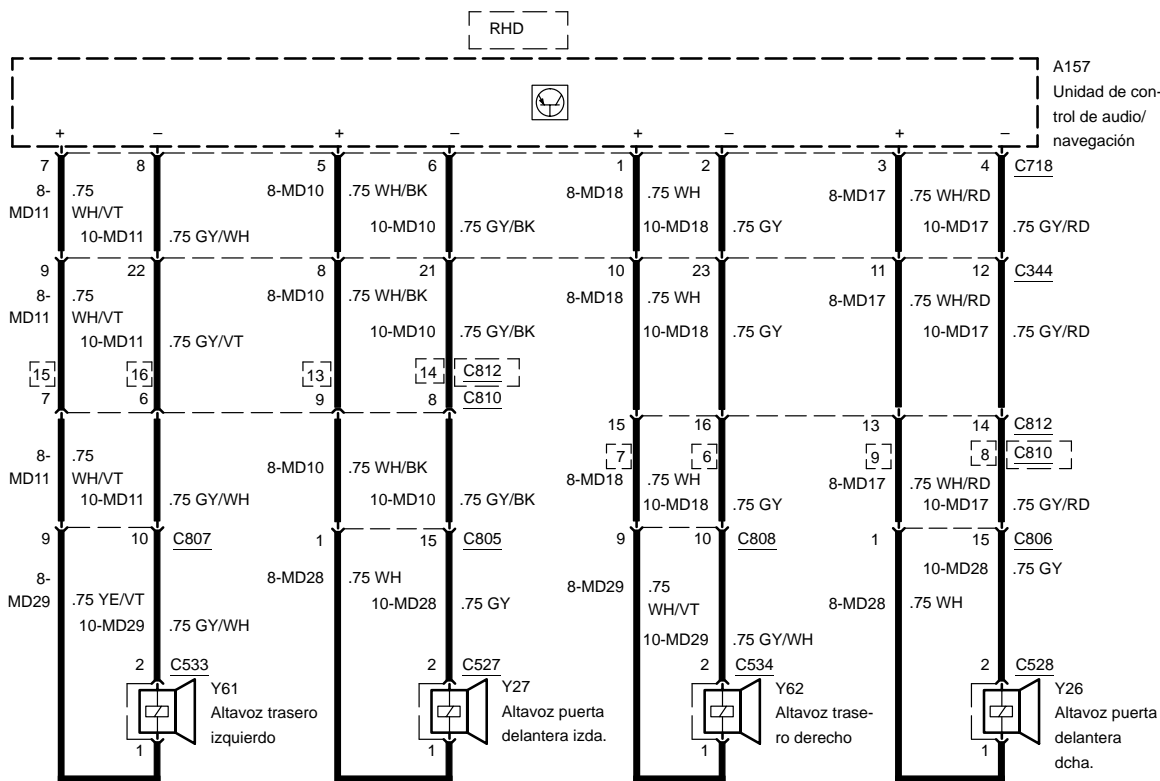 RHD
A157
Unidad de con-
trol de audio/
navegación
+ – + – + – + –
7 8 5 6 1 2 3 4 C718
8- .75 8-MD10 .75 WH/BK 8-MD18 .75 WH 8-MD17 .75 WH/RD
MD11 WH/VT
10-MD11 .75 GY/WH 10-MD10 .75 GY/BK 10-MD18 .75 GY 10-MD17 .75 GY/RD
9 22 8 21 10 23 11 12 C344
8- .75 8-MD10 .75 WH/BK 8-MD18 .75 WH 8-MD17 .75 WH/RD
MD11 WH/VT
10-MD11 .75 GY/VT 10-MD10 .75 GY/BK 10-MD18 .75 GY 10-MD17 .75 GY/RD
15 16 13 14 C812
7 6 9 8 C810
15 16 13 14 C812
7 6 9 8 C810
8- .75 8-MD10 .75 WH/BK 8-MD18 .75 WH 8-MD17 .75 WH/RD
MD11 WH/VT
10-MD11 .75 GY/WH 10-MD10 .75 GY/BK 10-MD18 .75 GY 10-MD17 .75 GY/RD
9 10 C807 1 15 C805 9 10 C808 1 15 C806
8- 8-MD28 .75 WH 8-MD29 .75 10-MD28 .75 GY
MD29 .75 YE/VT 10-MD28 .75 GY WH/VT 8-MD28 .75 WH
10-MD29 .75 GY/WH 10-MD29 .75 GY/WH
2 C533 2 C527 2 C534 2 C528
Y61 Y27 Y62 Y26
Altavoz trasero Altavoz puerta Altavoz trase- Altavoz puerta
izquierdo delantera izda. ro derecho delantera
1 1 1 1 dcha.